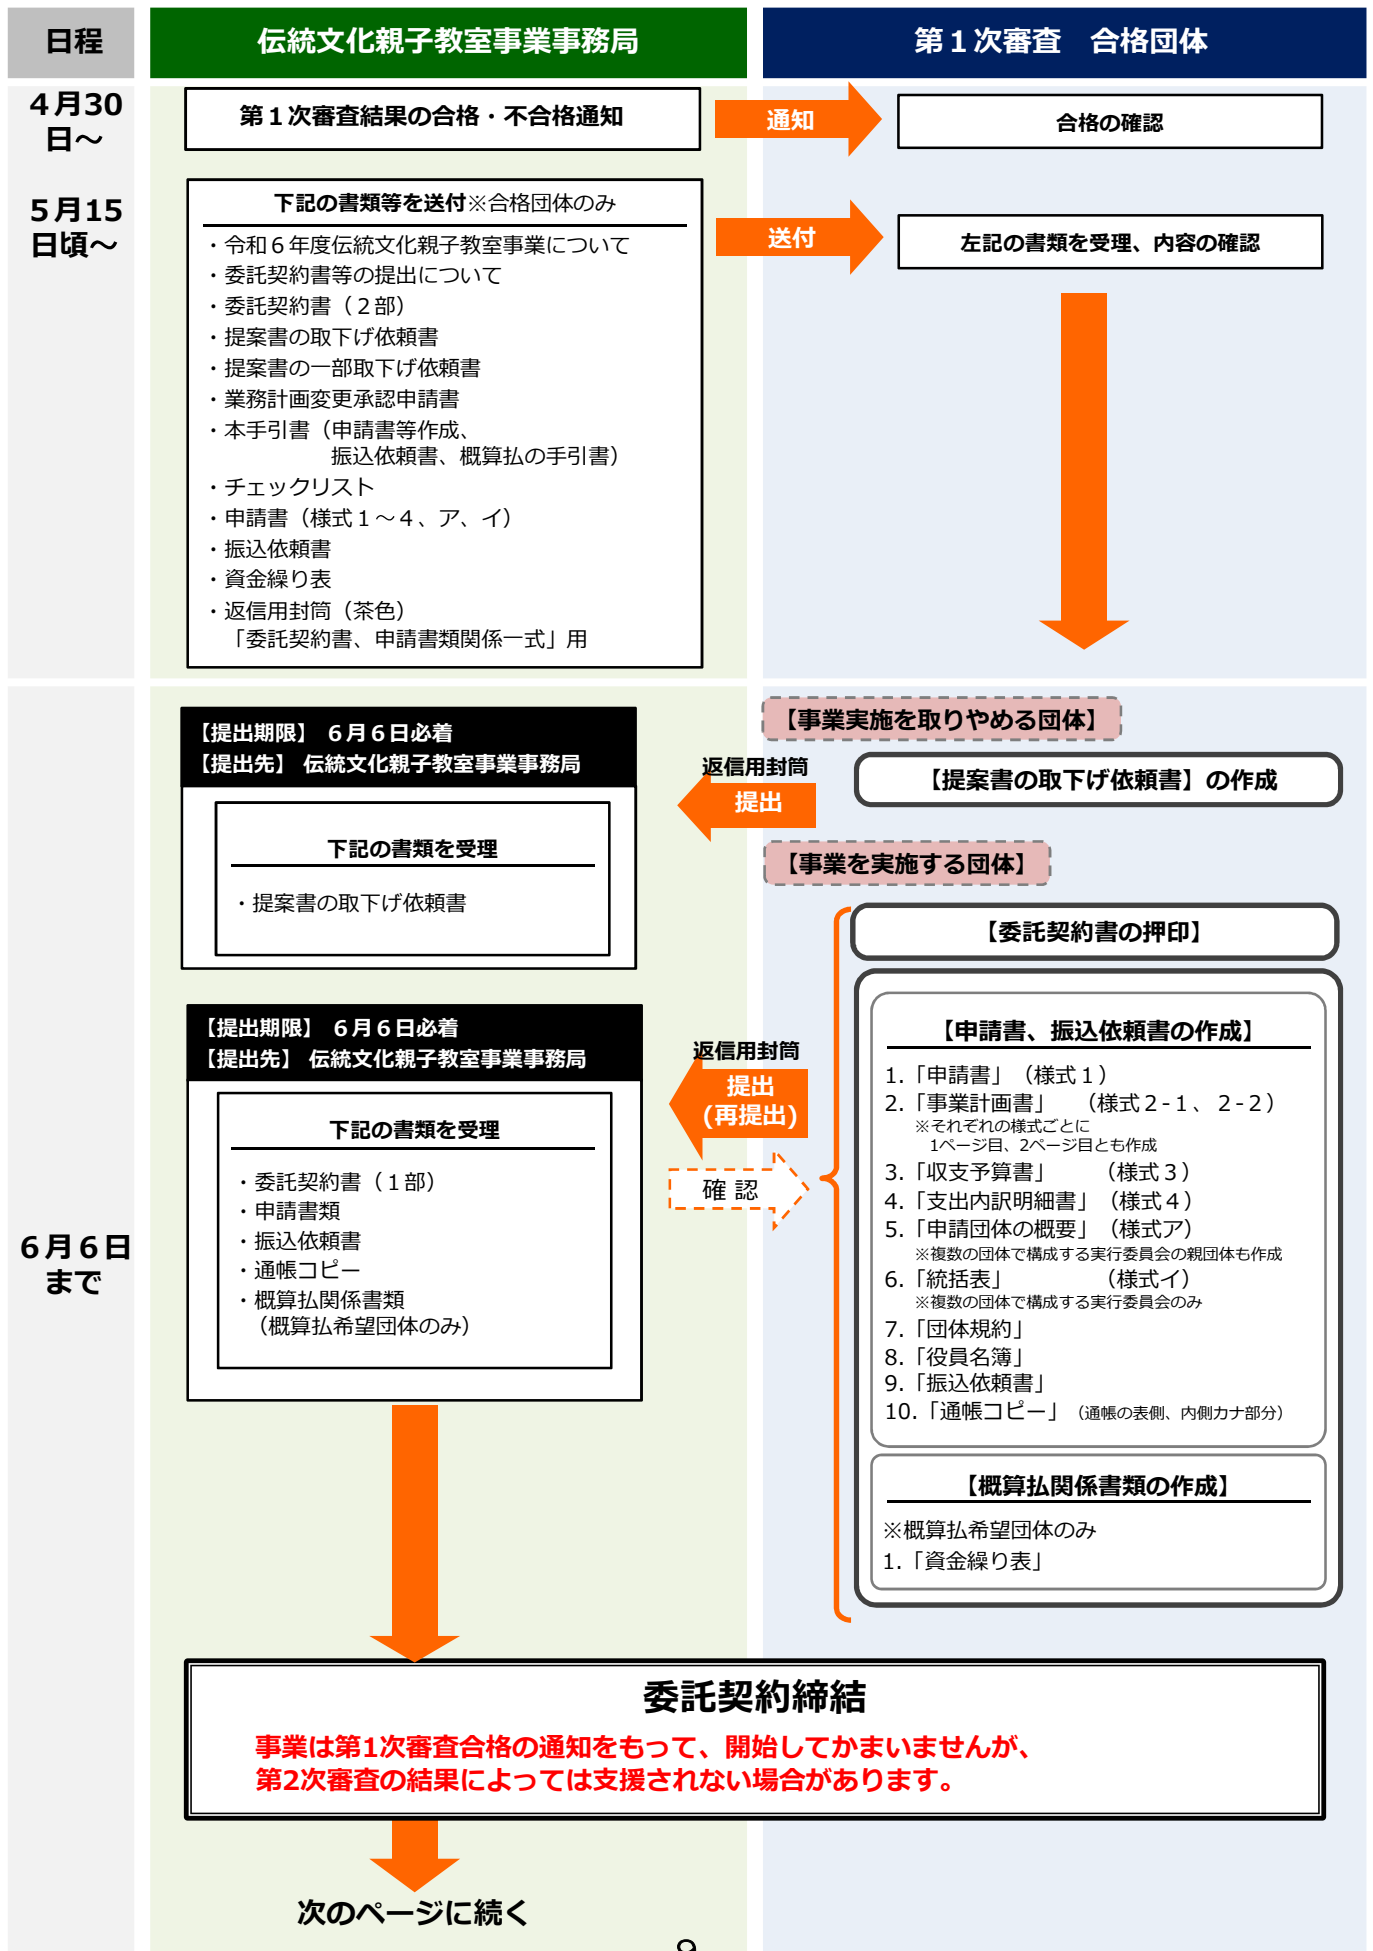 日程
伝統文化親子教室事業事務局
第１次審査　合格団体
４月30
日～
第１次審査結果の合格・不合格通知
通知
合格の確認
５月15
日頃～
下記の書類等を送付※合格団体のみ
・令和６年度伝統文化親子教室事業について
・委託契約書等の提出について
・委託契約書（２部）
・提案書の取下げ依頼書
・提案書の一部取下げ依頼書
・業務計画変更承認申請書
・本手引書（申請書等作成、
振込依頼書、概算払の手引書）
・チェックリスト
・申請書（様式１～４、ア、イ）
・振込依頼書
・資金繰り表
・返信用封筒（茶色）
「委託契約書、申請書類関係一式」用
送付
左記の書類を受理、内容の確認
６月６日
まで
【提出期限】 ６月６日必着
【提出先】 伝統文化親子教室事業事務局
下記の書類を受理
・提案書の取下げ依頼書
返信用封筒
提出
【事業実施を取りやめる団体】
【提案書の取下げ依頼書】の作成
【事業を実施する団体】
【委託契約書の押印】
【提出期限】 ６月６日必着
【提出先】 伝統文化親子教室事業事務局
下記の書類を受理
・委託契約書（１部）
・申請書類
・振込依頼書
・通帳コピー
・概算払関係書類
（概算払希望団体のみ）
返信用封筒
提出
(再提出)
確 認
【申請書、振込依頼書の作成】
1.「申請書」（様式１）
2.「事業計画書」　（様式２-１、２-２）
※それぞれの様式ごとに
1ページ目、2ページ目とも作成
3.「収支予算書」　　（様式３）
4.「支出内訳明細書」（様式４）
5.「申請団体の概要」（様式ア）
※複数の団体で構成する実行委員会の親団体も作成
6.「統括表」　　　　（様式イ）
※複数の団体で構成する実行委員会のみ
7.「団体規約」
8.「役員名簿」
9.「振込依頼書」
10.「通帳コピー」（通帳の表側、内側カナ部分）
【概算払関係書類の作成】
※概算払希望団体のみ
1.「資金繰り表」
委託契約締結
事業は第1次審査合格の通知をもって、開始してかまいませんが、
第2次審査の結果によっては支援されない場合があります。
次のページに続く